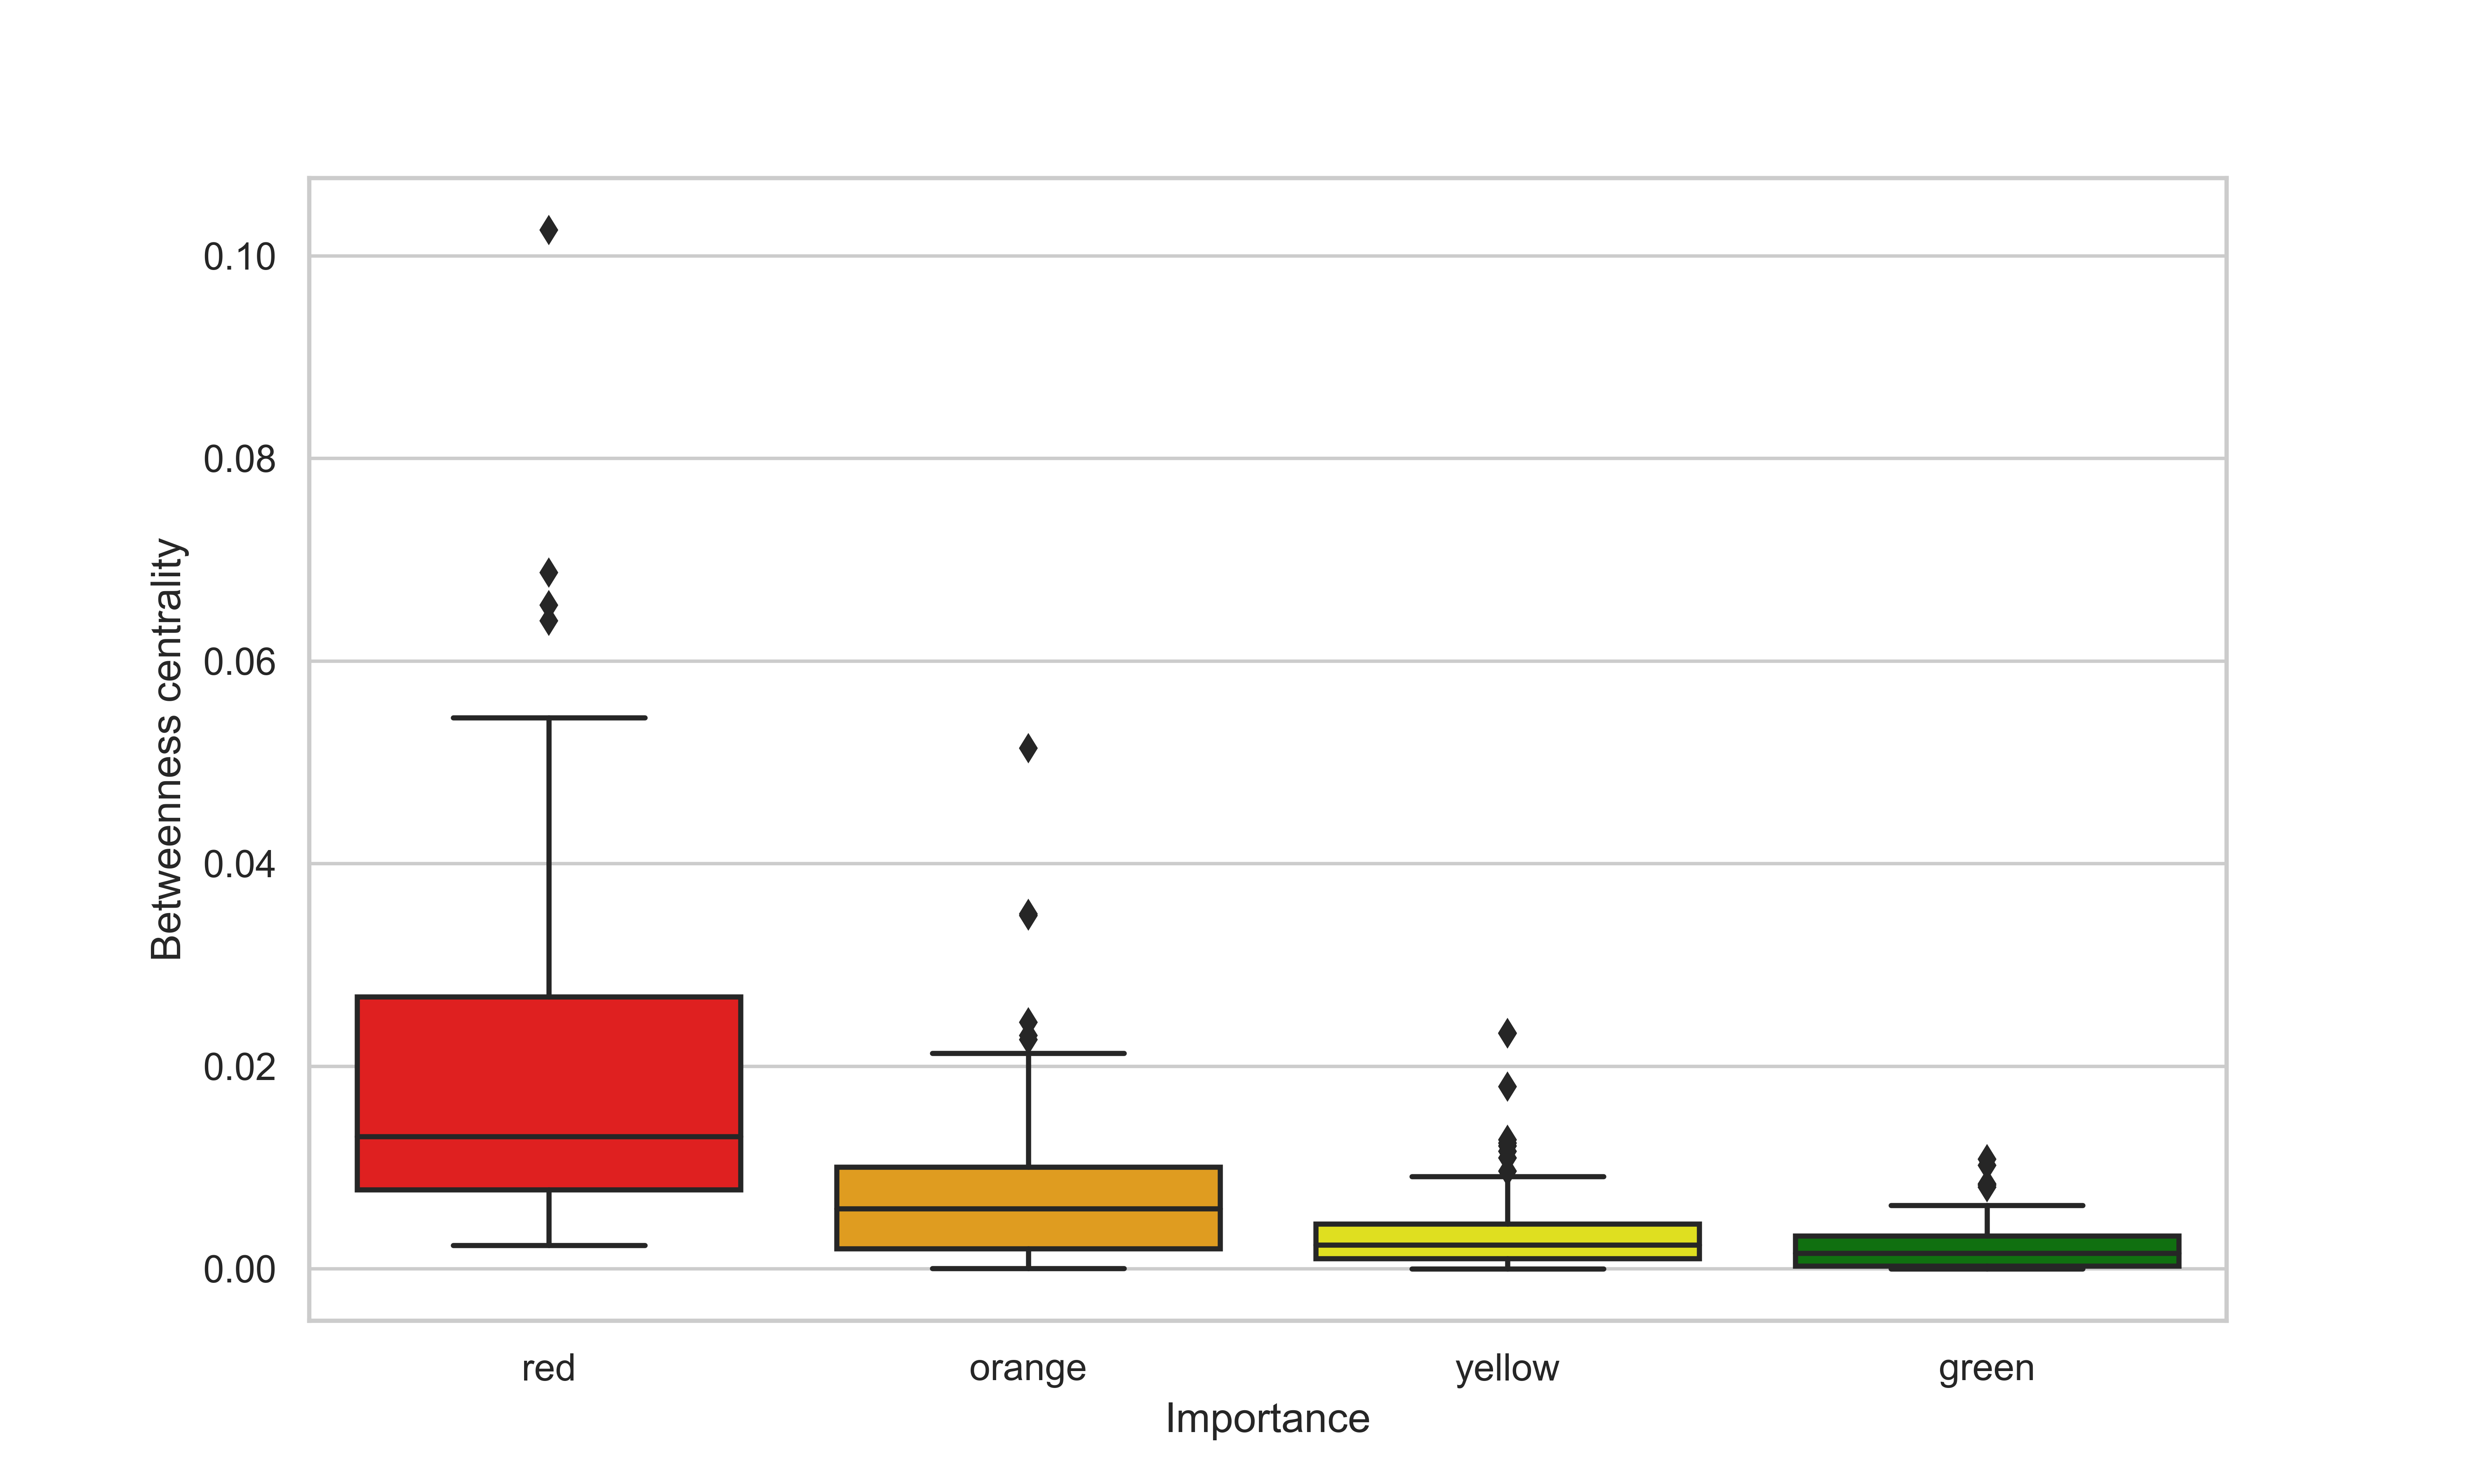 0.10
0.08
0.06
0.04
0.02
0.00
Betweenness centrality
red
orange
yellow
green
Importance